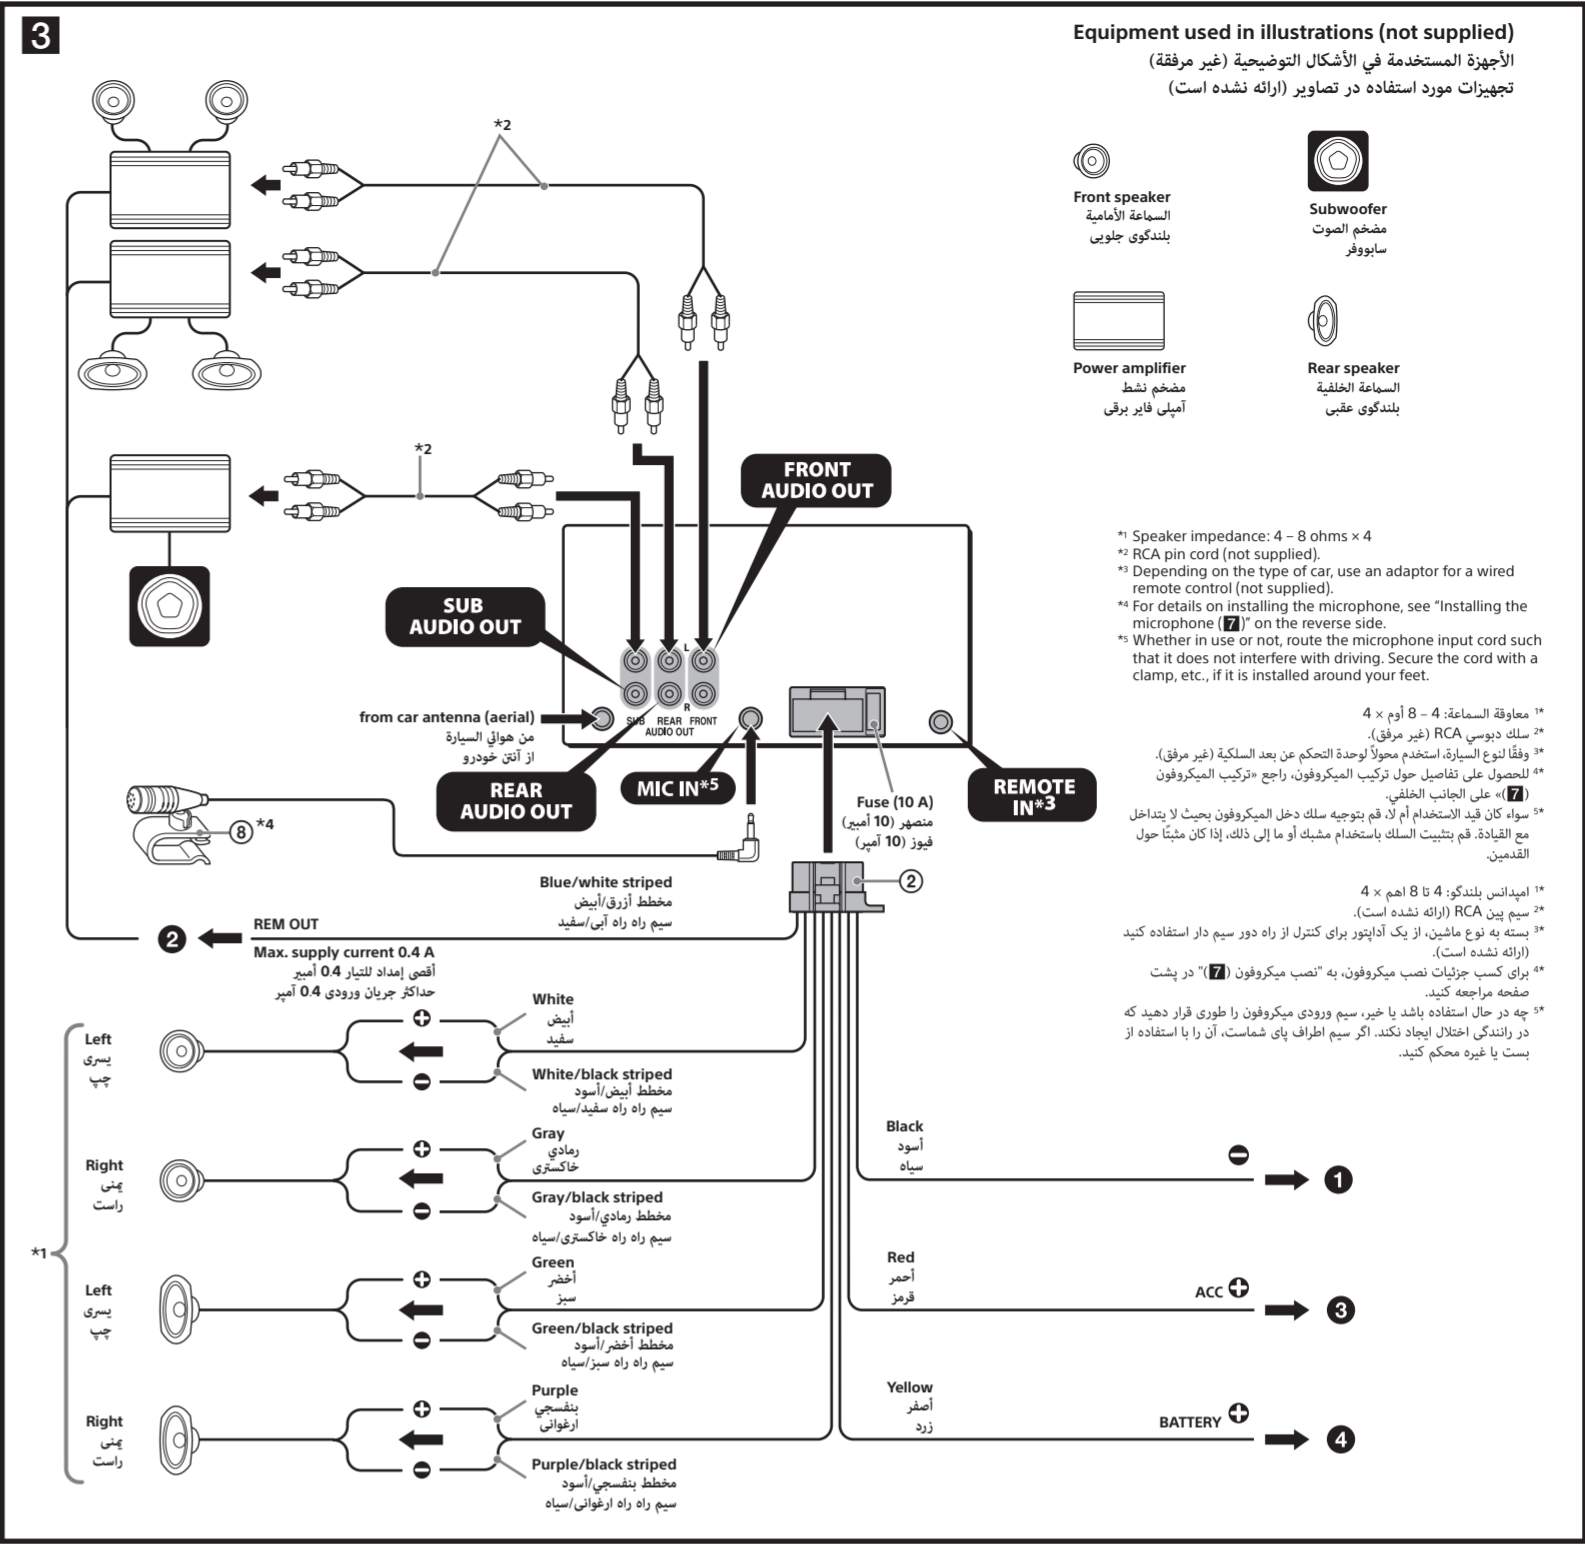 3
Equipment used in illustrations (not supplied)
الأجهزة المستخدمة في الأشكال التوضيحية (غير مرفقة)
تجهیزات مورد استفاده در تصاویر (ارائه نشده است)
*2
Front speaker
السماعة الأمامية
بلندگوی جلویی
Subwoofer
مضخم الصوت
سابووفر
Power amplifier
مضخم نشط
آمپلی فایر برقی
Rear speaker
السماعة الخلفية
بلندگوی عقبی
*2
FRONT
AUDIO OUT
SUB
AUDIO OUT
*1 Speaker impedance: 4 – 8 ohms × 4
*2 RCA pin cord (not supplied).
*3 Depending on the type of car, use an adaptor for a wired
remote control (not supplied).
*4 For details on installing the microphone, see “Installing the
microphone (7)” on the reverse side.
*5 Whether in use or not, route the microphone input cord such
that it does not interfere with driving. Secure the cord with a
clamp, etc., if it is installed around your feet.
*1 معاوقة السماعة: 4 – 8 أوم × 4
*2 سلك دبوسي RCA (غير مرفق).
*3 وفقًا لنوع السيارة، استخدم محولاً لوحدة التحكم عن بعد السلكية (غير مرفق).
*4 للحصول على تفاصيل حول تركيب الميكروفون، راجع «تركيب الميكروفون
(7)» على الجانب الخلفي.
*5 سواء كان قيد الاستخدام أم لا، قم بتوجيه سلك دخل الميكروفون بحيث لا يتداخل
مع القيادة. قم بتثبيت السلك باستخدام مشبك أو ما إلى ذلك، إذا كان مثبتًا حول
القدمين.
*1 امپدانس بلندگو: 4 تا 8 اهم × 4
*2 سیم پین RCA (ارائه نشده است).
*3 بسته به نوع ماشین، از یک آداپتور برای کنترل از راه دور سیم دار استفاده کنید
(ارائه نشده است).
*4 برای کسب جزئیات نصب میکروفون، به "نصب میکروفون (7)" در پشت
صفحه مراجعه کنید.
*5 چه در حال استفاده باشد یا خیر، سیم ورودی میکروفون را طوری قرار دهید که
در رانندگی اختلال ایجاد نکند. اگر سیم اطراف پای شماست، آن را با استفاده از
بست یا غیره محکم کنید.
L
R
SUB REAR FRONT
AUDIO OUT
from car antenna (aerial)
من هوائي السيارة
از آنتن خودرو
REAR
AUDIO OUT
MIC IN*5
REMOTE
IN*3
Fuse (10 A)
منصهر (10 أمبير)
فیوز (10 آمپر)
8 *4
2
Blue/white striped
مخطط أزرق/أبيض
سیم راه راه آبی/سفید
2
REM OUT
Max. supply current 0.4 A
أقصى إمداد للتيار 0.4 أمبير
حداکثر جریان ورودی 0.4 آمپر
*1
Left
يسرى
چپ
+
−
White
أبيض
سفید
White/black striped
مخطط أبيض/أسود
سیم راه راه سفید/سیاه
Right
يمنى
راست
+
−
Gray
رمادي
خاکستری
Gray/black striped
مخطط رمادي/أسود
سیم راه راه خاکستری/سیاه
Left
يسرى
چپ
+
−
Green
أخضر
سبز
Green/black striped
مخطط أخضر/أسود
سیم راه راه سبز/سیاه
Right
يمنى
راست
+
−
Purple
بنفسجي
ارغوانی
Purple/black striped
مخطط بنفسجي/أسود
سیم راه راه ارغوانی/سیاه
Black
أسود
سیاه
−
1
Red
أحمر
قرمز
ACC +
3
Yellow
أصفر
زرد
BATTERY +
4